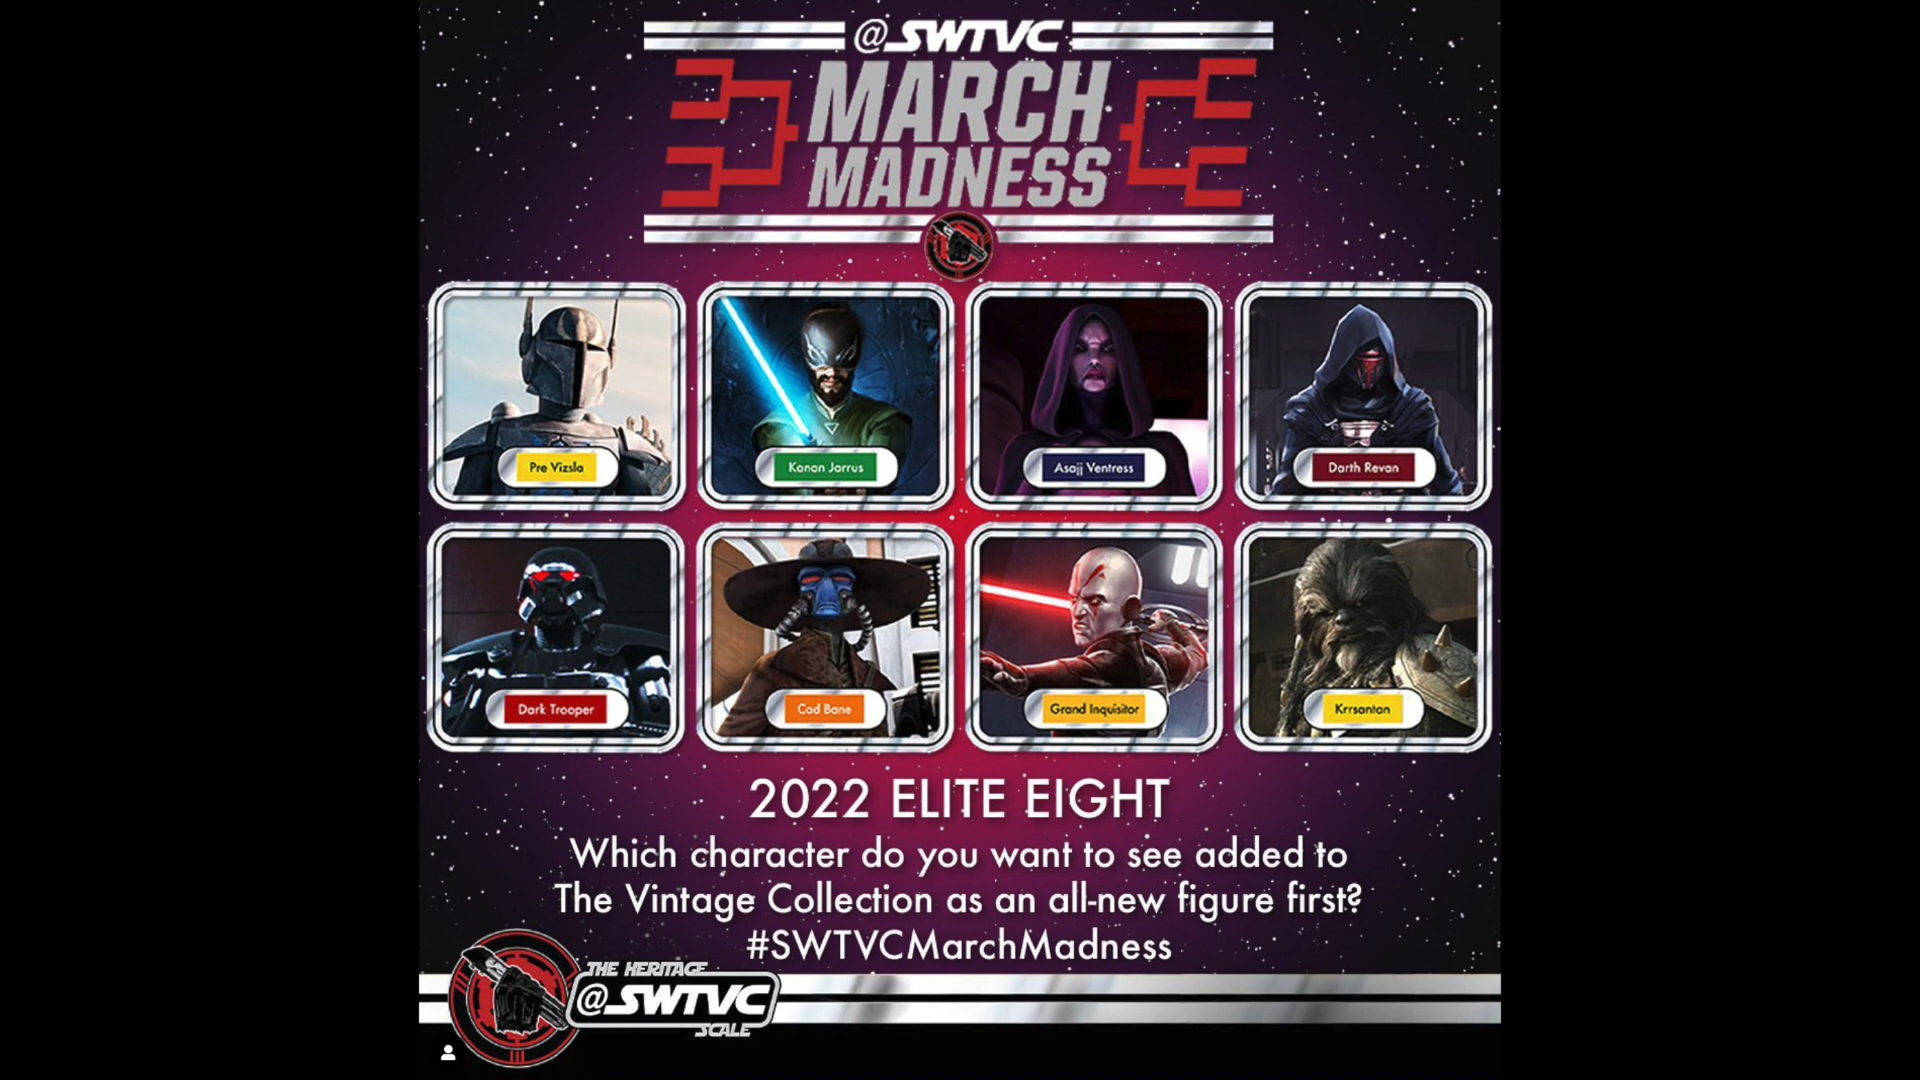 @SWTVC
MARCH
MADNESS
Pre Vizsla
Kanan Jarrus
Asajj Ventress
Darth Revan
Dark Trooper
Cad Bane
Grand Inquisitor
Krrsantan
2022 ELITE EIGHT
Which character do you want to see added to
The Vintage Collection as an all-new figure first?
#SWTVCMarchMadness
THE HERITAGE
@SWTVC
SCALE